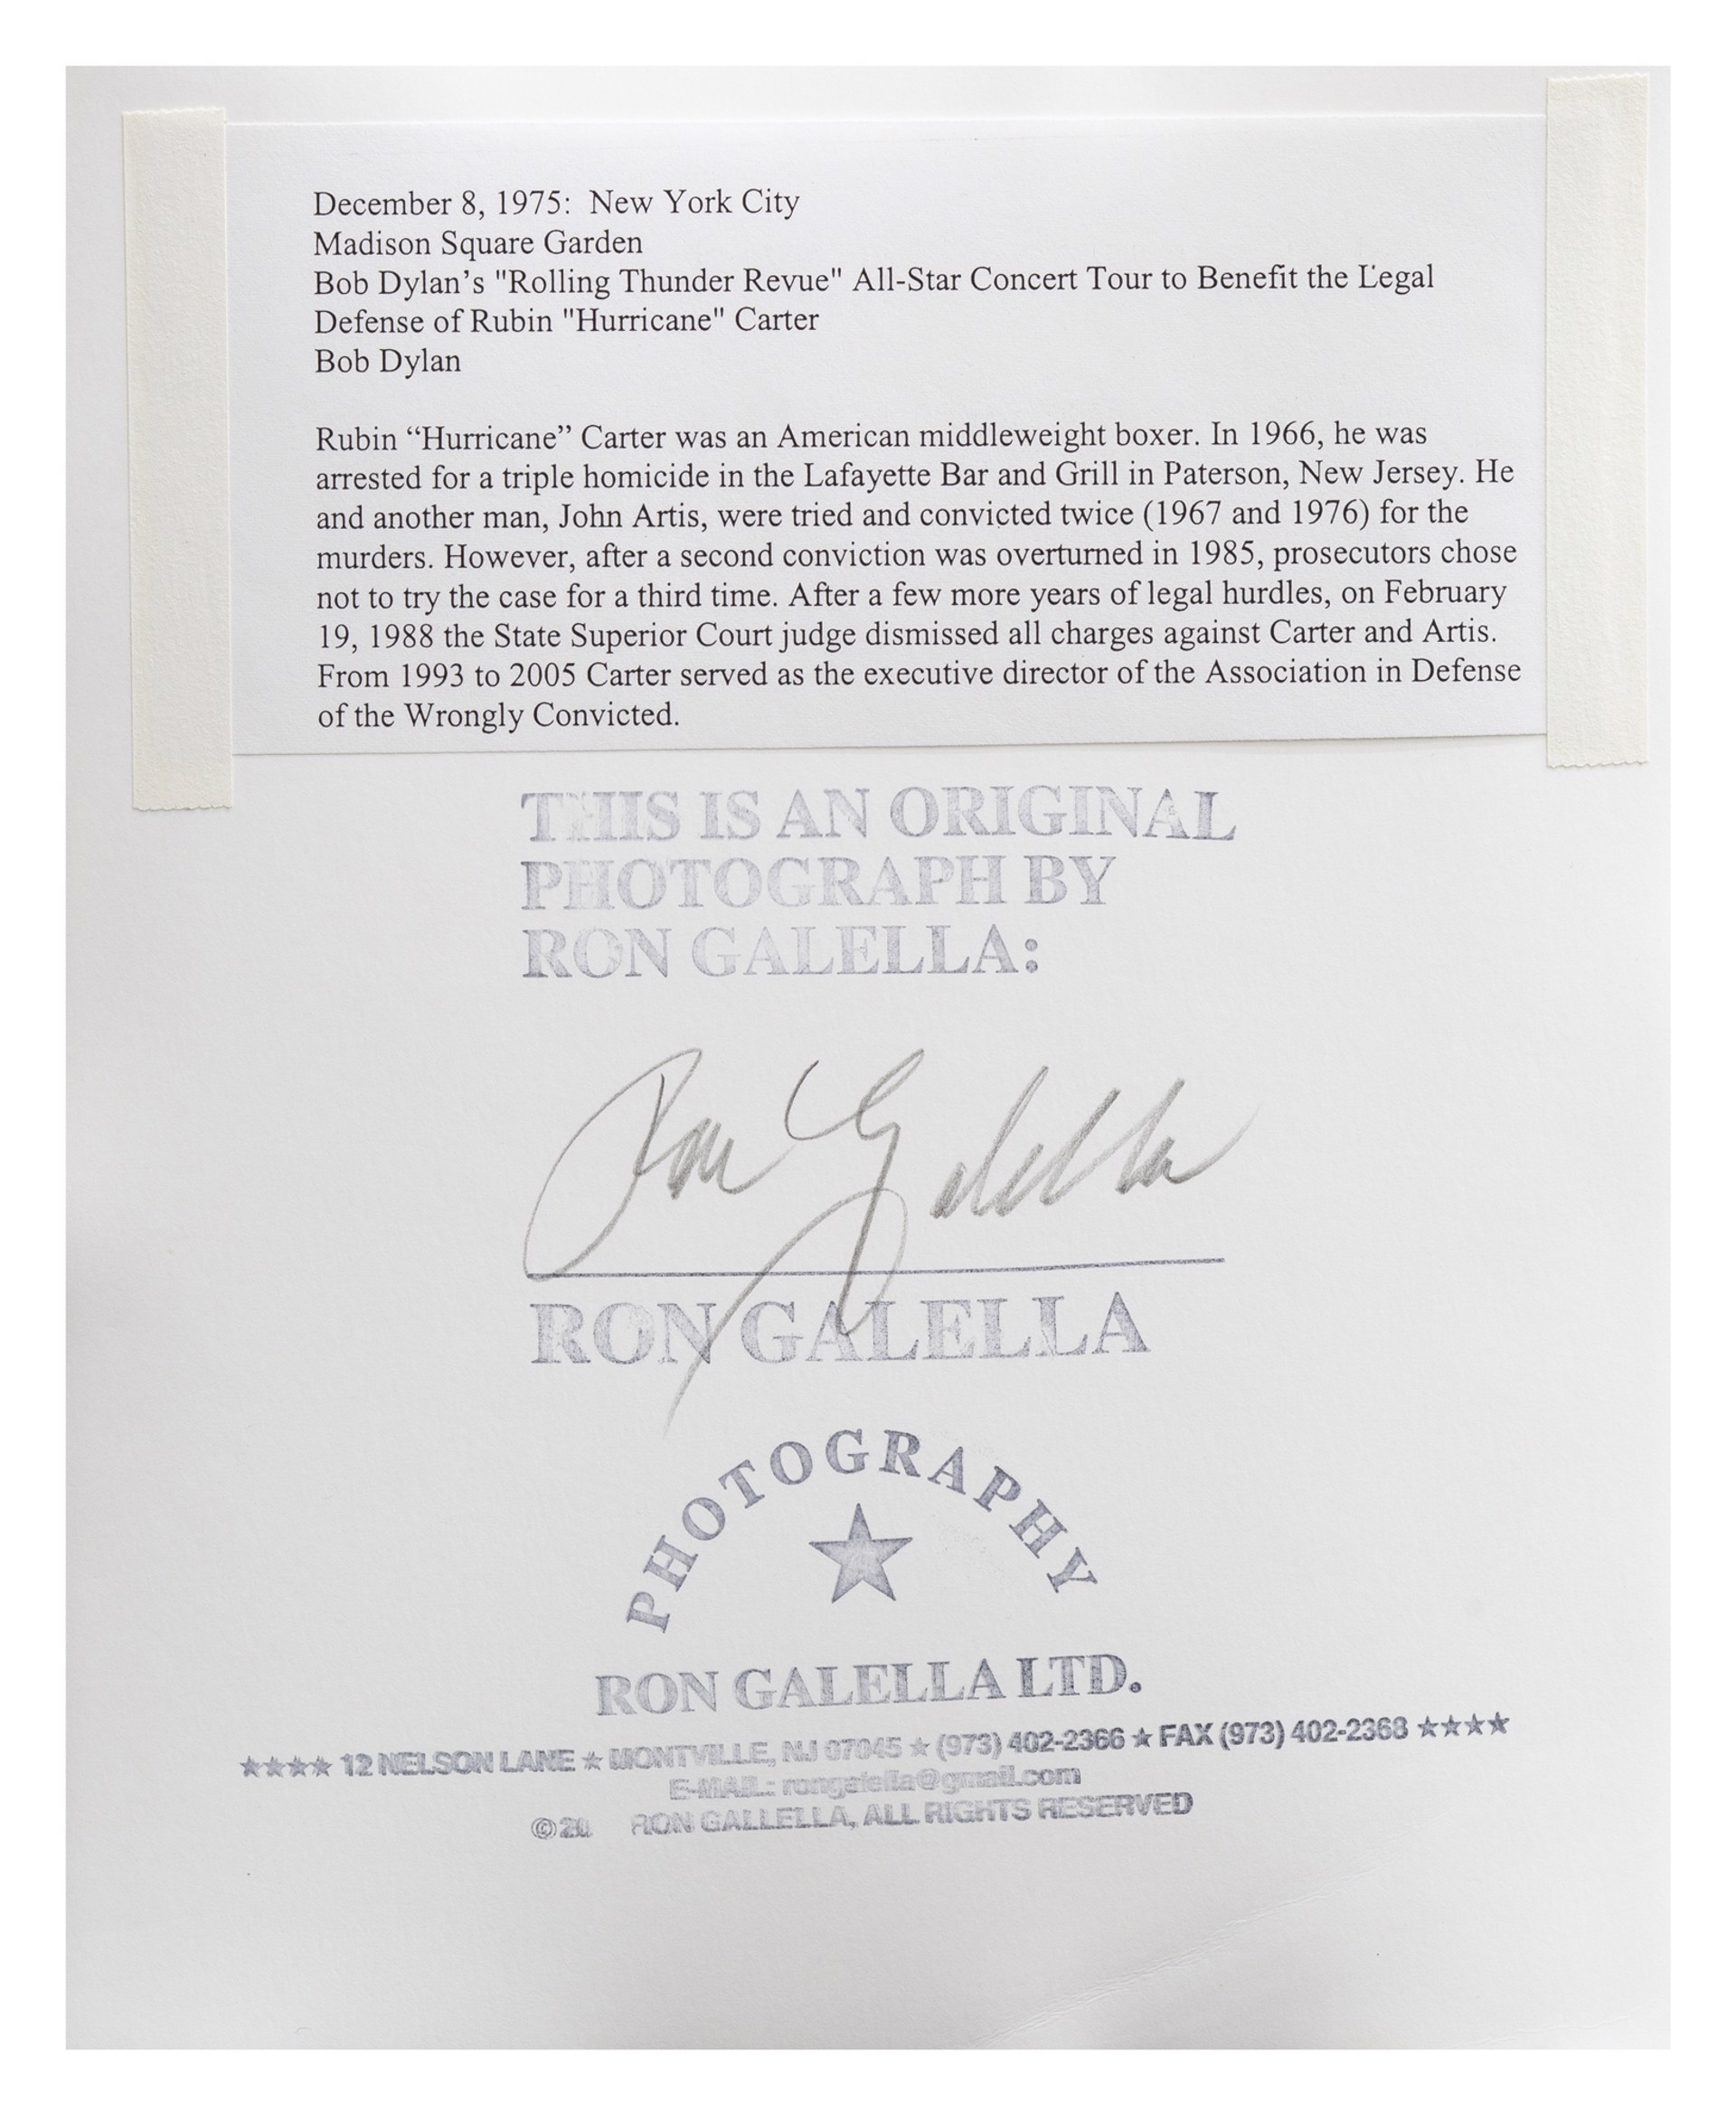 December 8, 1975:  New York City
Madison Square Garden
Bob Dylan’s "Rolling Thunder Revue" All-Star Concert Tour to Benefit the Legal
Defense of Rubin "Hurricane" Carter
Bob Dylan
Rubin “Hurricane” Carter was an American middleweight boxer. In 1966, he was
arrested for a triple homicide in the Lafayette Bar and Grill in Paterson, New Jersey. He
and another man, John Artis, were tried and convicted twice (1967 and 1976) for the
murders. However, after a second conviction was overturned in 1985, prosecutors chose
not to try the case for a third time. After a few more years of legal hurdles, on February
19, 1988 the State Superior Court judge dismissed all charges against Carter and Artis.
From 1993 to 2005 Carter served as the executive director of the Association in Defense
of the Wrongly Convicted.
THIS IS AN ORIGINAL
PHOTOGRAPH BY
RON GALELLA:
Ron Galella
RON GALELLA
PHOTOGRAPHY
★
RON GALELLA LTD.
★★★★ 12 NELSON LANE ★ MONTVILLE, NJ 07045 ★ (973) 402-2366 ★ FAX (973) 402-2368 ★★★★
E-MAIL: rongalella@gmail.com
©20 RON GALLELLA, ALL RIGHTS RESERVED